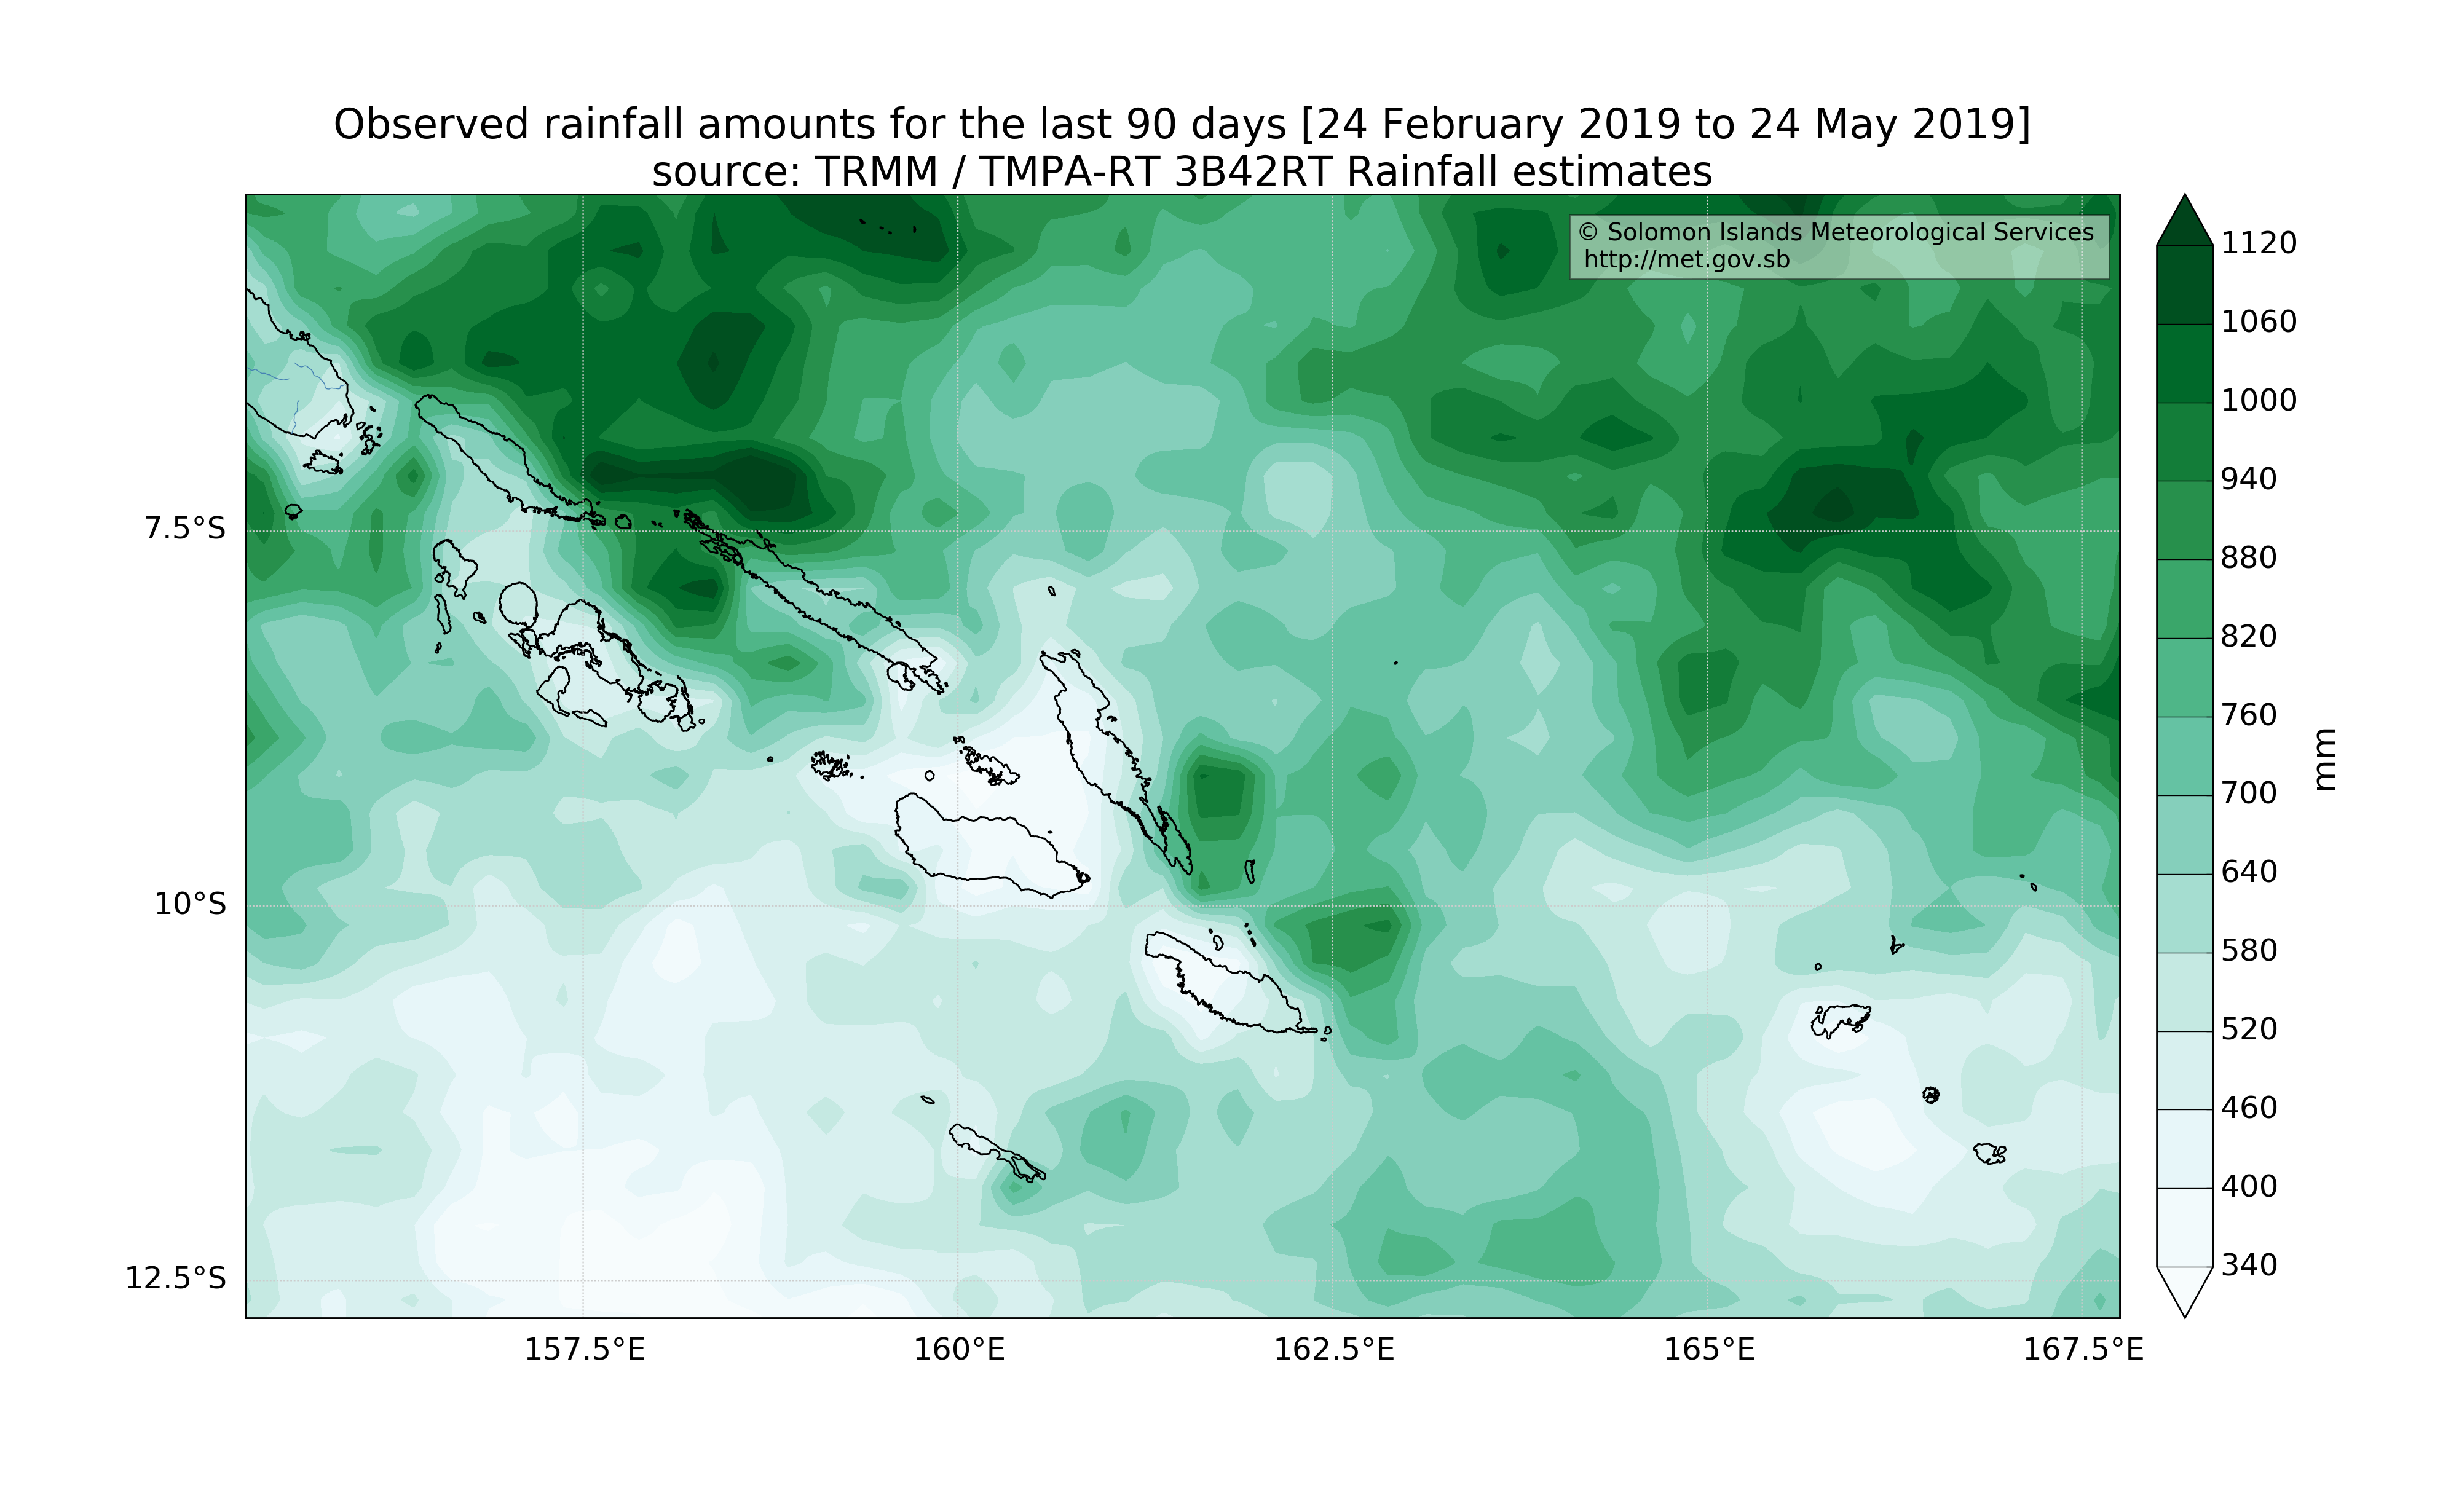 Observed rainfall amounts for the last 90 days [24 February 2019 to 24 May 2019]
source: TRMM / TMPA-RT 3B42RT Rainfall estimates
© Solomon Islands Meteorological Services
http://met.gov.sb
7.5°S
10°S
12.5°S
157.5°E
160°E
162.5°E
165°E
167.5°E
1120
1060
1000
940
880
820
760
700
640
580
520
460
400
340
mm